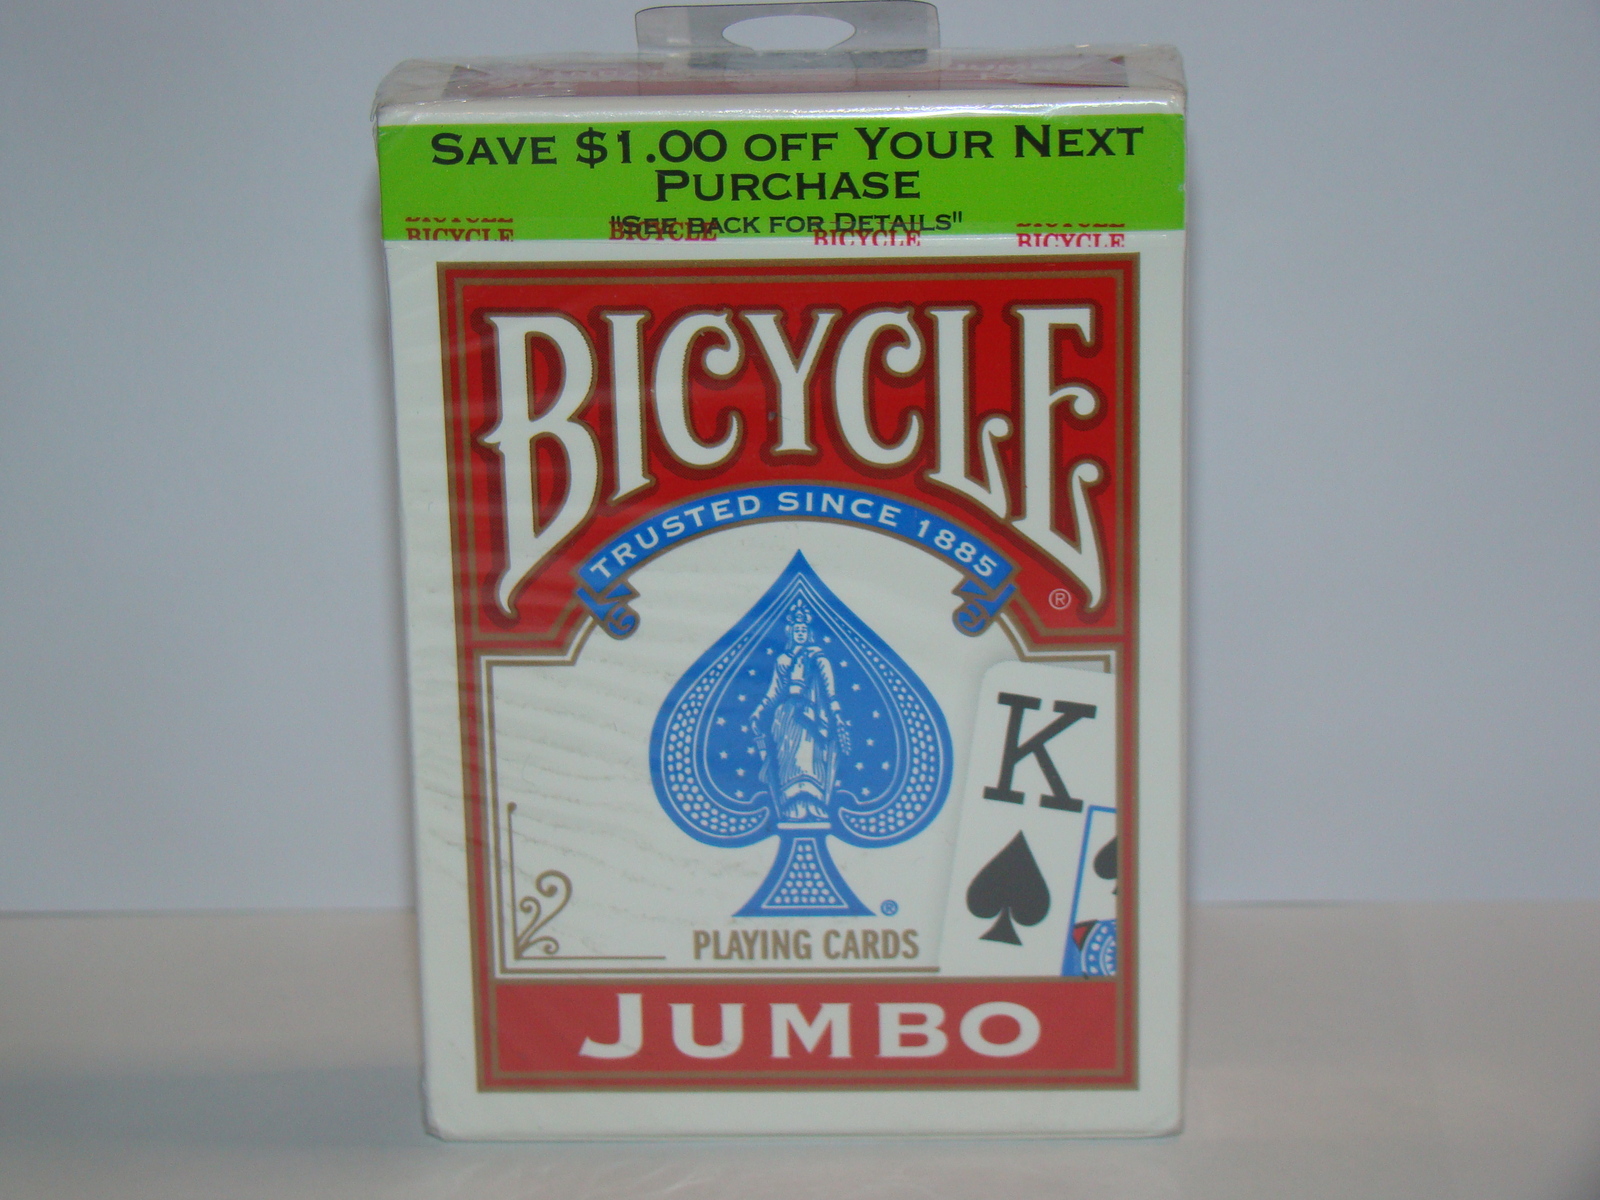 SAVE $1.00 OFF YOUR NEXT
PURCHASE
"SEE BACK FOR DETAILS"
BICYCLE BICYCLE BICYCLE BICYCLE
BICYCLE
®
TRUSTED SINCE 1885
K
®
PLAYING CARDS
JUMBO